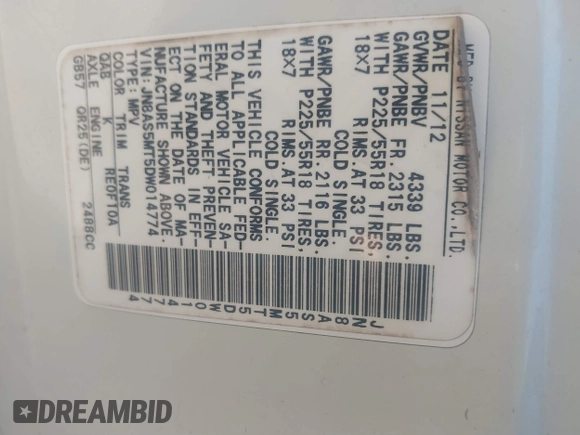 MFD BY NISSAN MOTOR CO.,LTD.
DATE 11/12
GVWR/PNBV 4339 LBS.
GAWR/PNBE FR. 2315 LBS.
WITH P225/55R18 TIRES,
18X7 RIMS AT 33 PSI
COLD SINGLE.
GAWR/PNBE RR. 2116 LBS.
WITH P225/55R18 TIRES,
18X7 RIMS AT 33 PSI
COLD SINGLE.
THIS VEHICLE CONFORMS
TO ALL APPLICABLE FED-
ERAL MOTOR VEHICLE SA-
FETY AND THEFT PREVEN-
TION STANDARDS IN EFF-
ECT ON THE DATE OF MA-
NUFACTURE SHOWN ABOVE.
VIN: JN8AS5MT5DW014774
TYPE: MPV
COLOR TRIM TRANS
QAB K RE0F10A
AXLE ENGINE
GB57 QR25(DE) 2488CC
JN8AS5MT5DW014774
DREAMBID